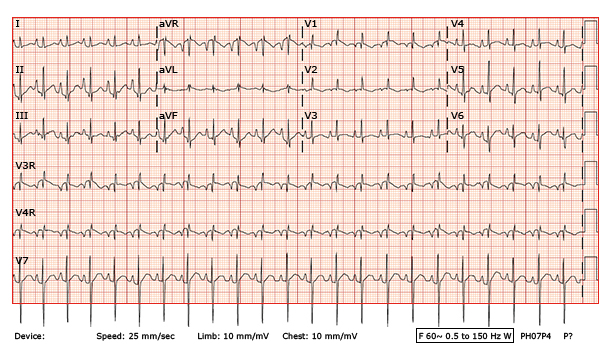 I aVR V1 V4
II aVL V2 V5
III aVF V3 V6
V3R
V4R
V7
Device: Speed: 25 mm/sec Limb: 10 mm/mV Chest: 10 mm/mV F 60~ 0.5 to 150 Hz W PH07P4 P?